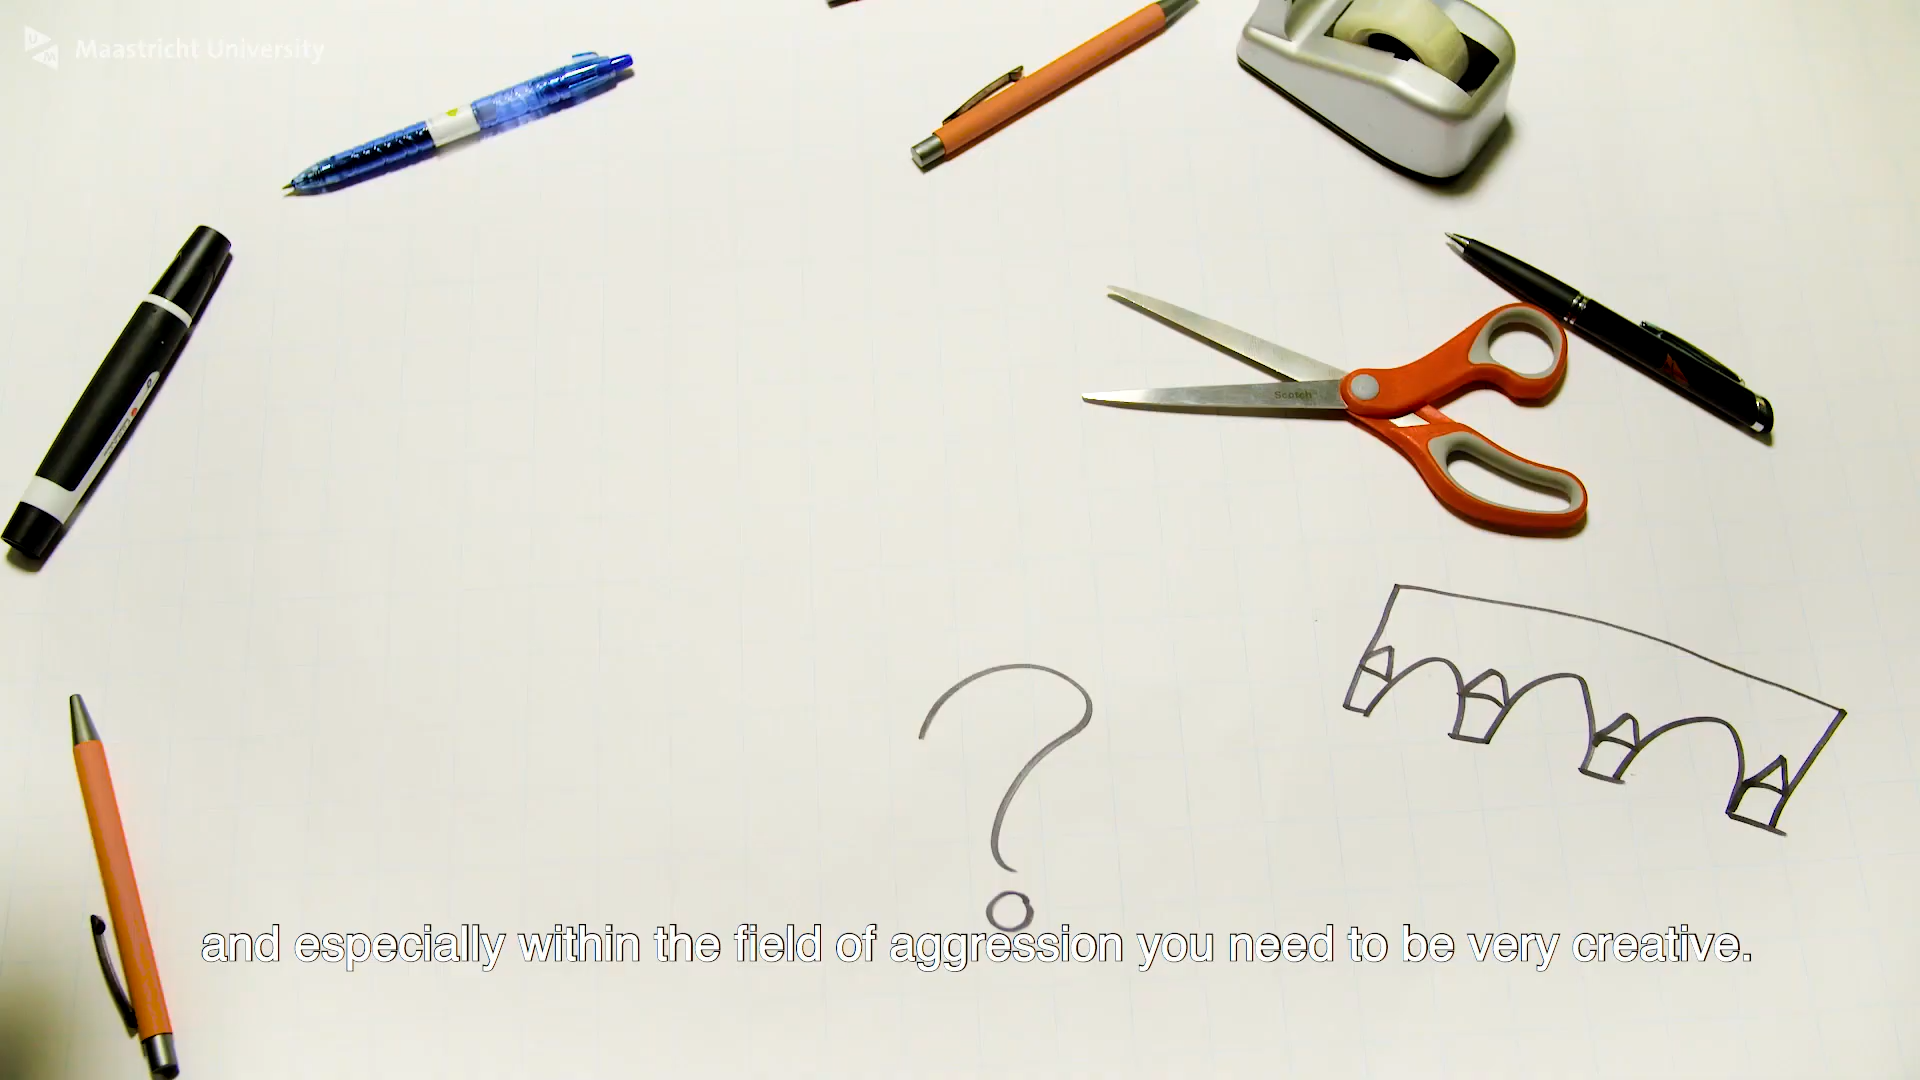 Maastricht University
Scotch
?
and especially within the field of aggression you need to be very creative.